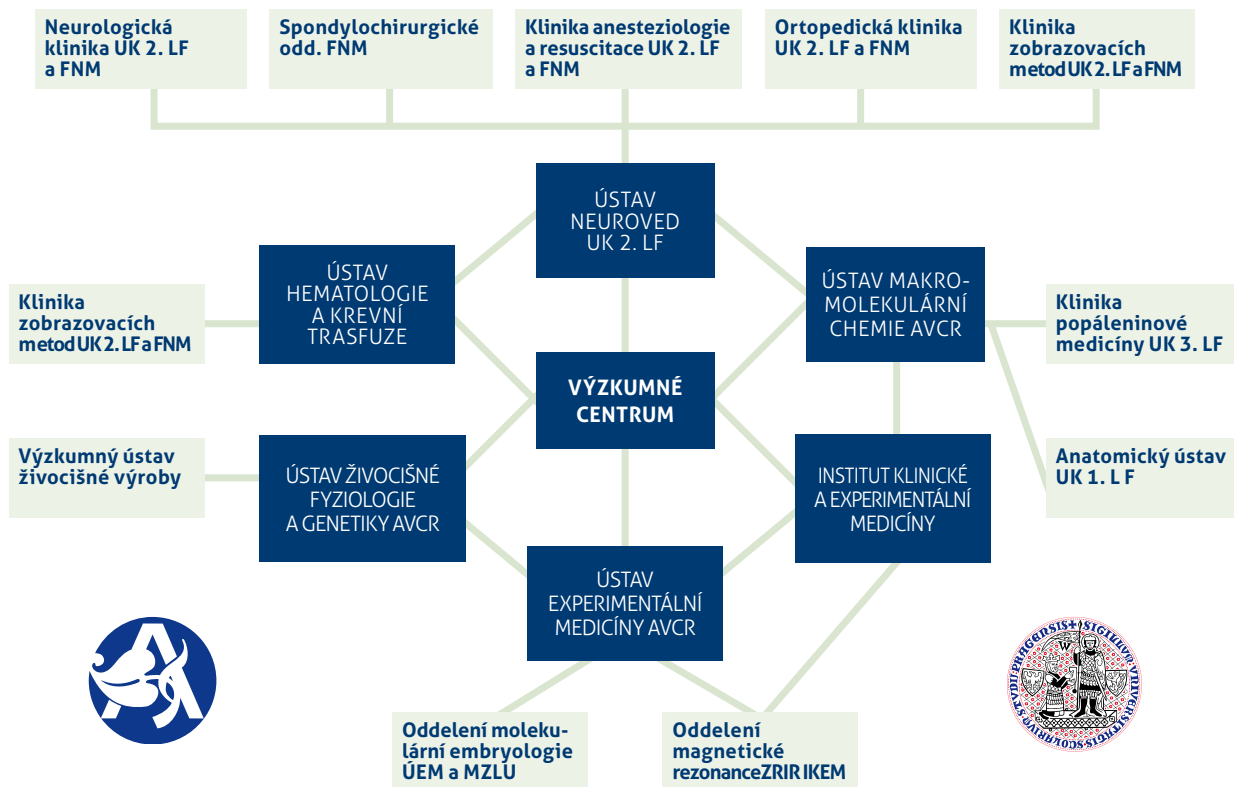 Neurologická
klinika UK 2. LF
a FNM
Spondylochirurgické
odd. FNM
Klinika anesteziologie
a resuscitace UK 2. LF
a FNM
Ortopedická klinika
UK 2. LF a FNM
Klinika
zobrazovacích
metod UK 2. LF a FNM
ÚSTAV
NEUROVED
UK 2. LF
ÚSTAV
HEMATOLOGIE
A KREVNÍ
TRASFUZE
ÚSTAV MAKRO-
MOLEKULÁRNÍ
CHEMIE AVCR
Klinika
zobrazovacích
metod UK 2. LF a FNM
Klinika
popáleninové
medicíny UK 3. LF
VÝZKUMNÉ
CENTRUM
Výzkumný ústav
živocišné výroby
ÚSTAV ŽIVOCIŠNÉ
FYZIOLOGIE
A GENETIKY AVCR
INSTITUT KLINICKÉ
A EXPERIMENTÁLNÍ
MEDICÍNY
Anatomický ústav
UK 1. L F
ÚSTAV
EXPERIMENTÁLNÍ
MEDICÍNY AVCR
Oddelení moleku-
lární embryologie
ÚEM a MZLU
Oddelení
magnetické
rezonance ZRIR IKEM